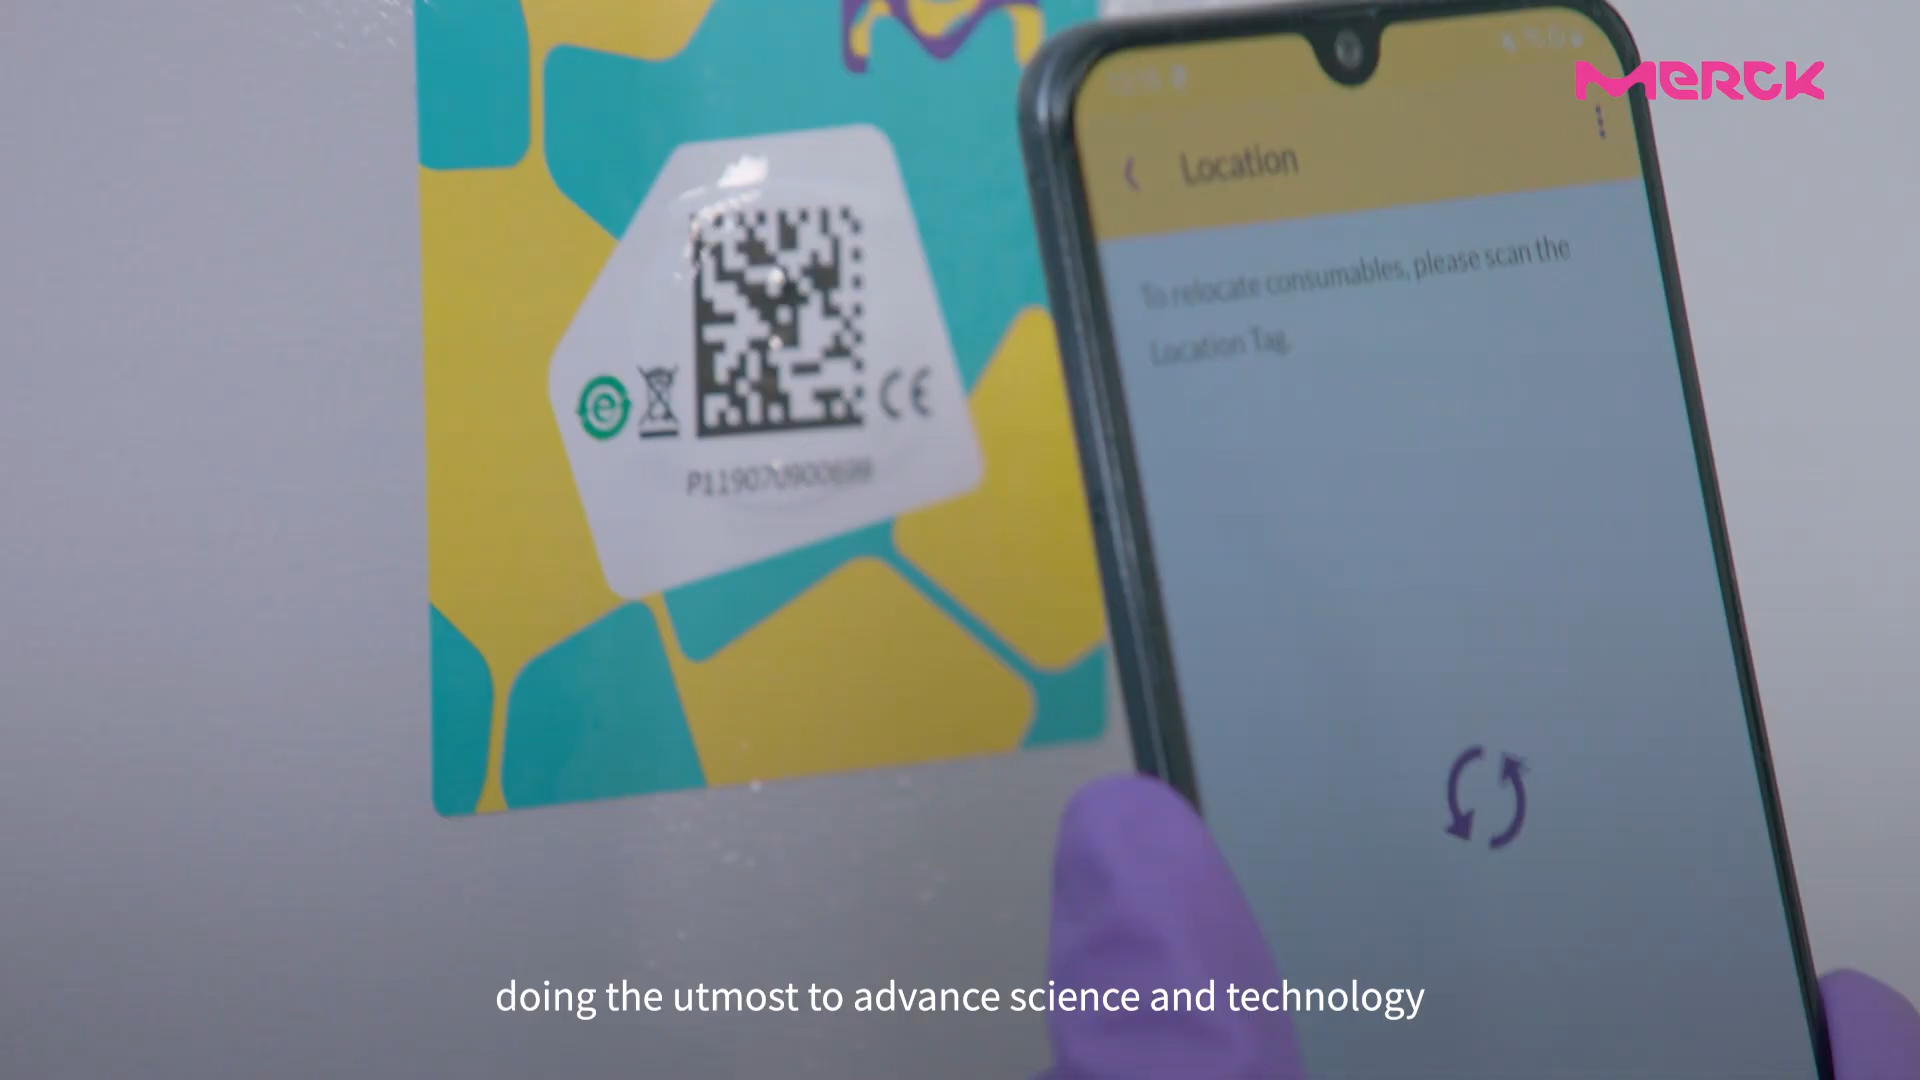 MERCK
Location
To relocate consumables, please scan the
Location Tag.
e
CE
doing the utmost to advance science and technology